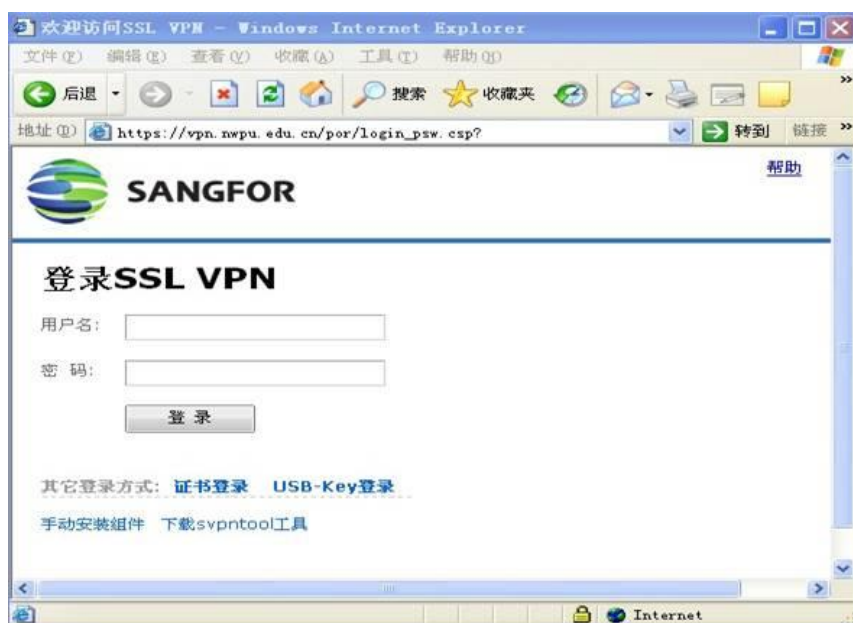 欢迎访问SSL VPN - Windows Internet Explorer
文件(F) 编辑(E) 查看(V) 收藏(A) 工具(T) 帮助(H)
后退 搜索 收藏夹 »
地址(D) https://vpn.nwpu.edu.cn/por/login_psw.csp? 转到 链接 »
帮助
SANGFOR
登录SSL VPN
用户名:
密 码:
登 录
其它登录方式: 证书登录 USB-Key登录
手动安装组件 下载svpntool工具
Internet